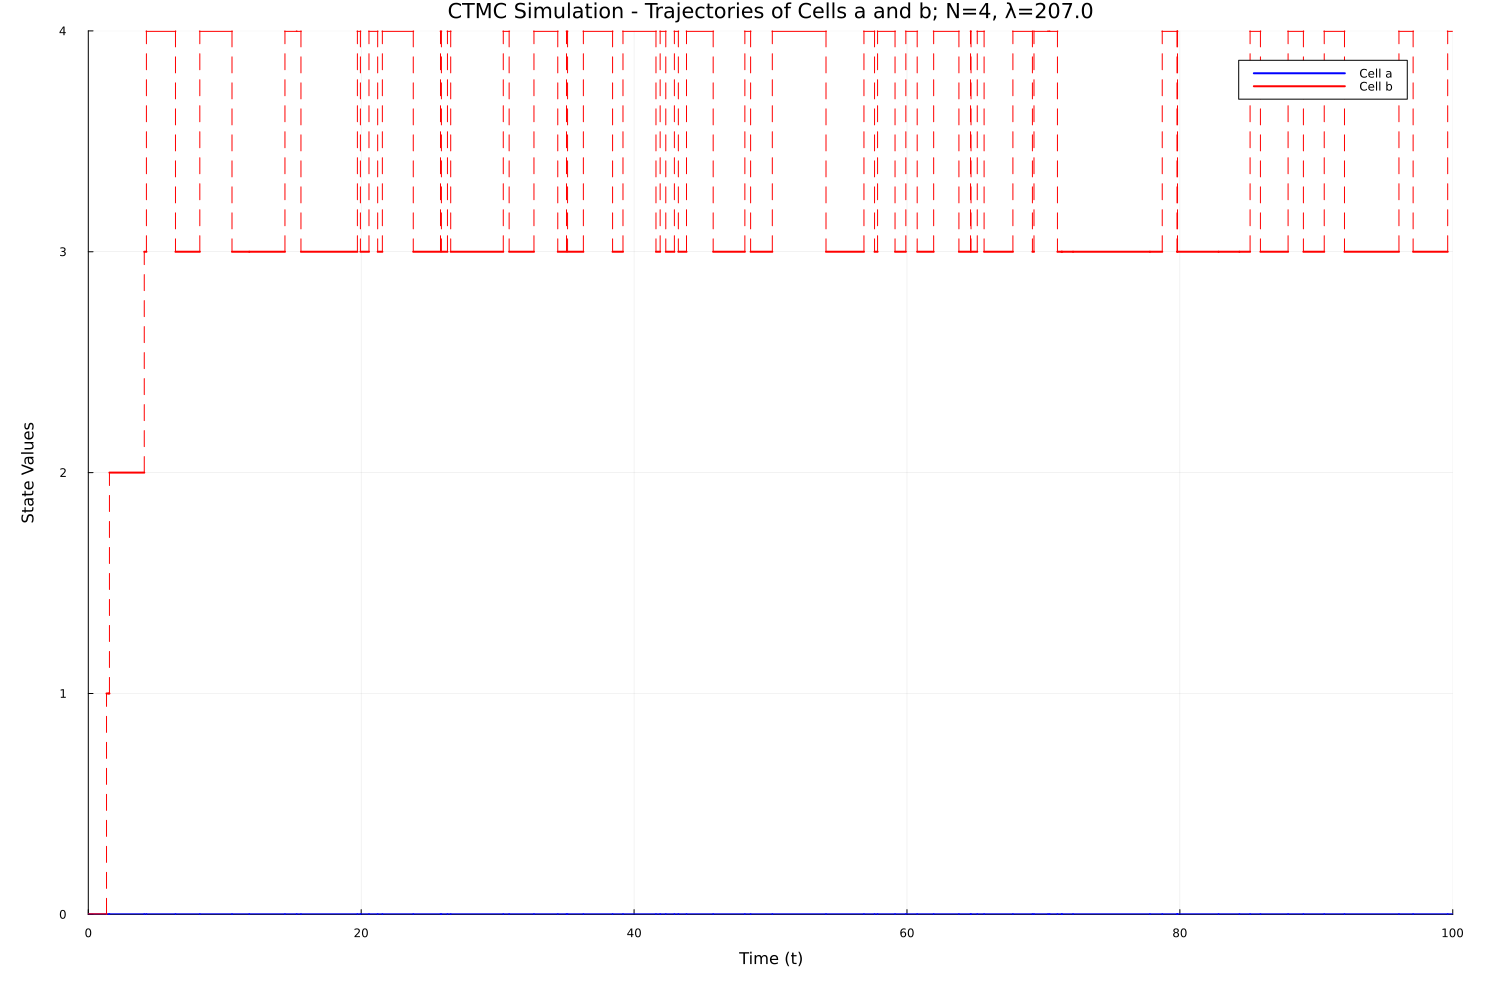 CTMC Simulation - Trajectories of Cells a and b; N=4, λ=207.0
4
Cell a
Cell b
3
State Values
2
1
0
0 20 40 60 80 100
Time (t)